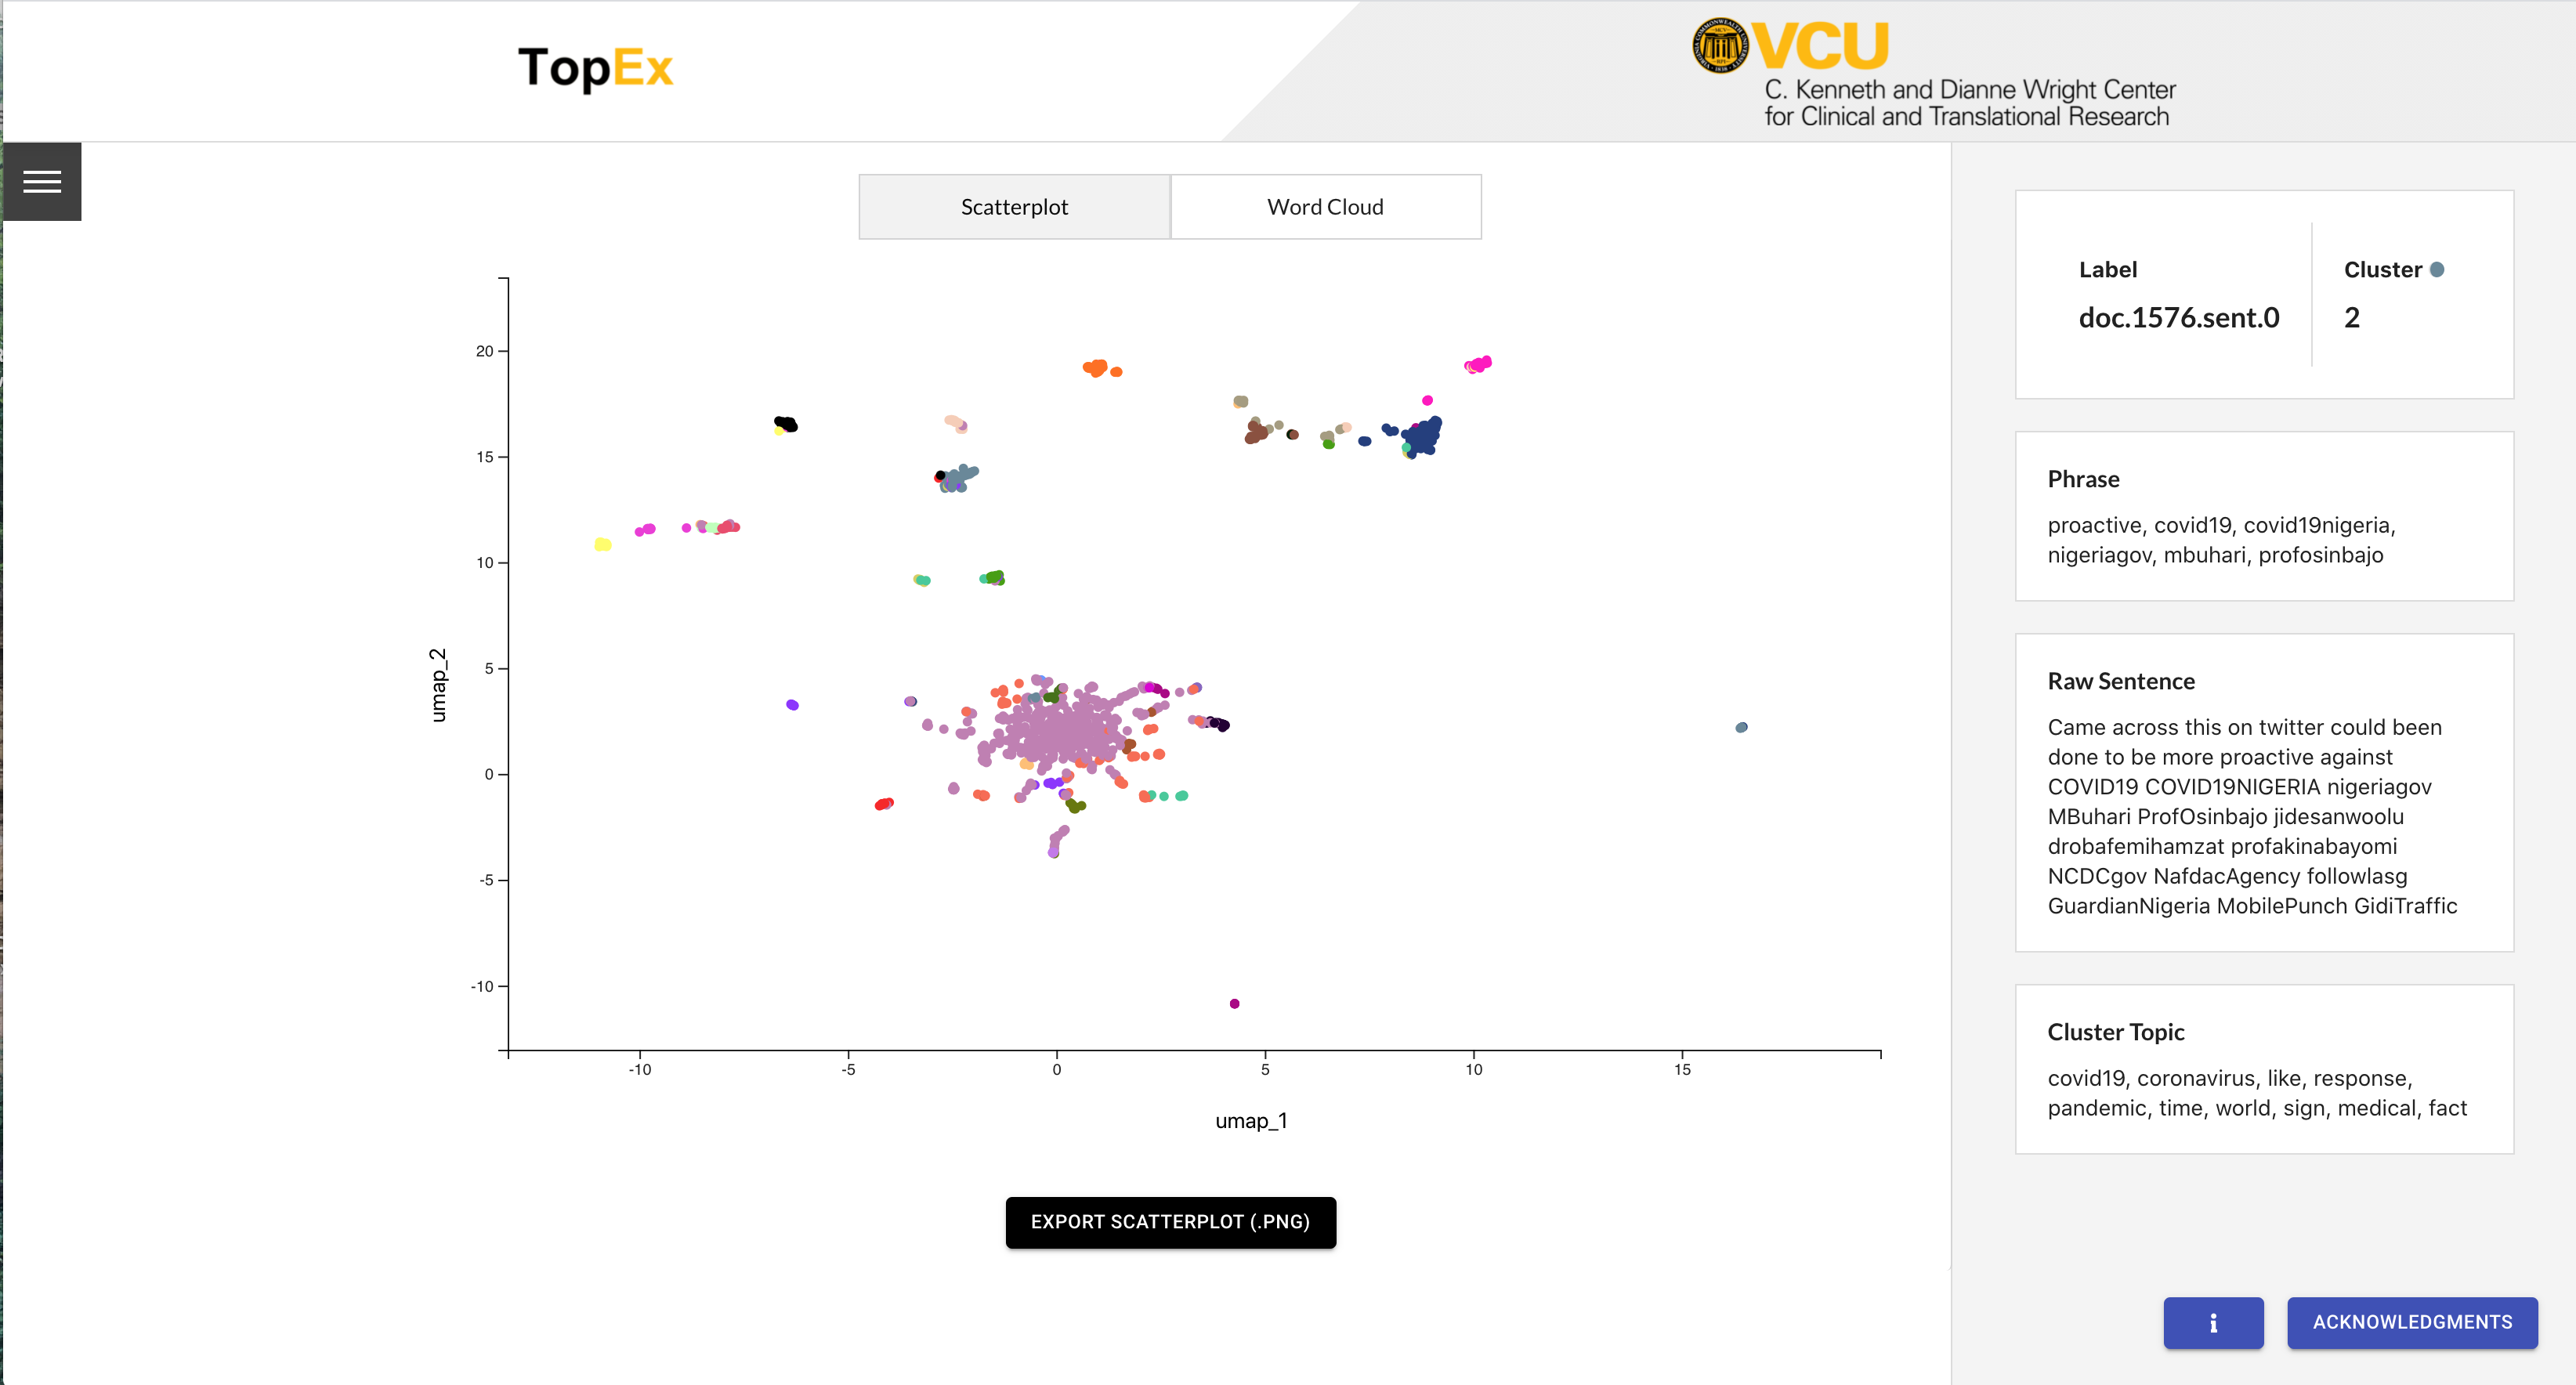 TopEx
VCU
C. Kenneth and Dianne Wright Center
for Clinical and Translational Research
Scatterplot
Word Cloud
20
15
10
5
0
-5
-10
umap_2
-10
-5
0
5
10
15
umap_1
EXPORT SCATTERPLOT (.PNG)
Label
doc.1576.sent.0
Cluster
2
Phrase
proactive, covid19, covid19nigeria,
nigeriagov, mbuhari, profosinbajo
Raw Sentence
Came across this on twitter could been
done to be more proactive against
COVID19 COVID19NIGERIA nigeriagov
MBuhari ProfOsinbajo jidesanwoolu
drobafemihamzat profakinabayomi
NCDCgov NafdacAgency followlasg
GuardianNigeria MobilePunch GidiTraffic
Cluster Topic
covid19, coronavirus, like, response,
pandemic, time, world, sign, medical, fact
i
ACKNOWLEDGMENTS